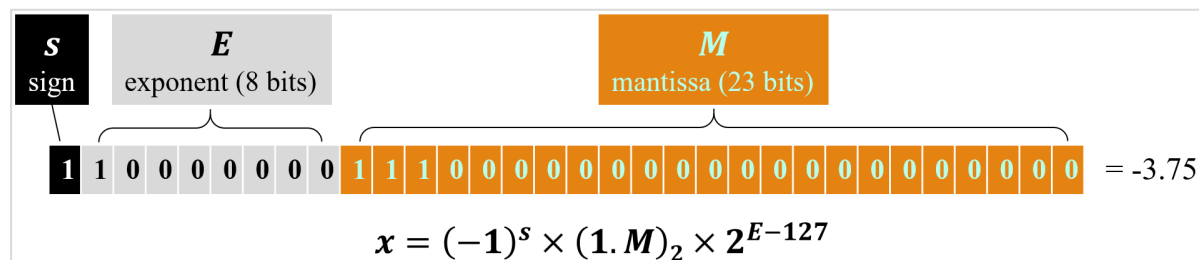 s E M
sign exponent (8 bits) mantissa (23 bits)
1 1 0 0 0 0 0 0 0 1 1 1 0 0 0 0 0 0 0 0 0 0 0 0 0 0 0 0 0 0 0 0 = -3.75
x = (−1)^s × (1.M)₂ × 2^{E−127}